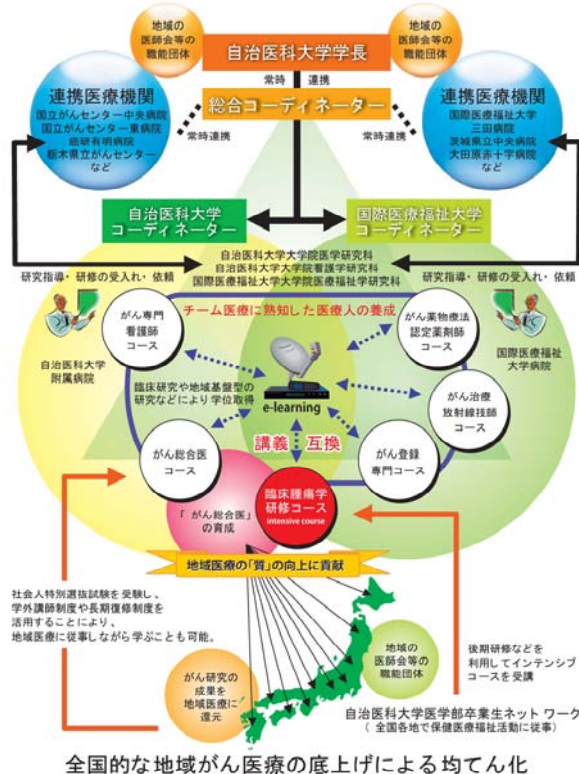 地域の
医師会等の
職能団体
自治医科大学学長
地域の
医師会等の
職能団体
常時 連携
総合コーディネーター
連携医療機関
国立がんセンター中央病院
国立がんセンター東病院
癌研有明病院
栃木県立がんセンター
など
常時連携
常時連携
連携医療機関
国際医療福祉大学
三田病院
茨城県立中央病院
大田原赤十字病院
など
自治医科大学
コーディネーター
国際医療福祉大学
コーディネーター
自治医科大学大学院医学研究科
自治医科大学大学院看護学研究科
国際医療福祉大学大学院医療福祉学研究科
研究指導・研修の受入れ・依頼
研究指導・研修の受入れ・依頼
チーム医療に熟知した医療人の養成
がん専門
看護師
コース
がん薬物療法
認定薬剤師
コース
自治医科大学
附属病院
国際医療福祉
大学病院
臨床研究や地域基盤型の
研究などにより学位取得
e-learning
がん治療
放射線技師
コース
講義 互換
がん総合医
コース
がん登録
専門コース
「がん総合医」
の育成
臨床腫瘍学
研修コース
intensive course
地域医療の「質」の向上に貢献
社会人特別選抜試験を受験し、
学外講師制度や長期復修制度を
活用することにより、
地域医療に従事しながら学ぶことも可能。
がん研究の
成果を
地域医療に
還元
地域の
医師会等の
職能団体
後期研修などを
利用してインテンシブ
コースを受講
自治医科大学医学部卒業生ネットワーク
(全国各地で保健医療福祉活動に従事)
全国的な地域がん医療の底上げによる均てん化